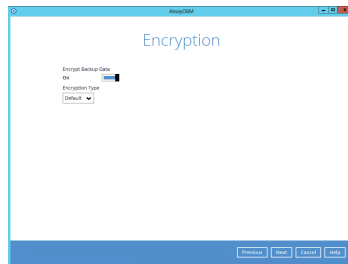 AhsayOBM
Encryption
Encrypt Backup Data
On
Encryption Type
Default
Previous Next Cancel Help